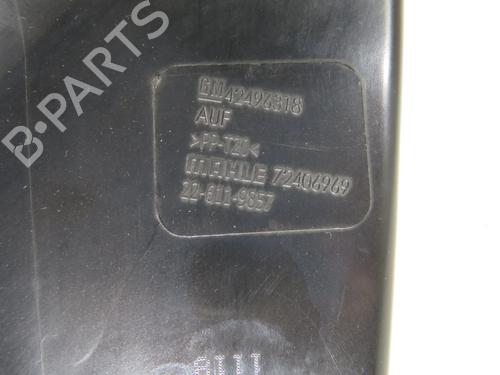 B-PARTS
GM 42496318
AUF
>PP-T20<
MAHLE 72406969
22-611-9857